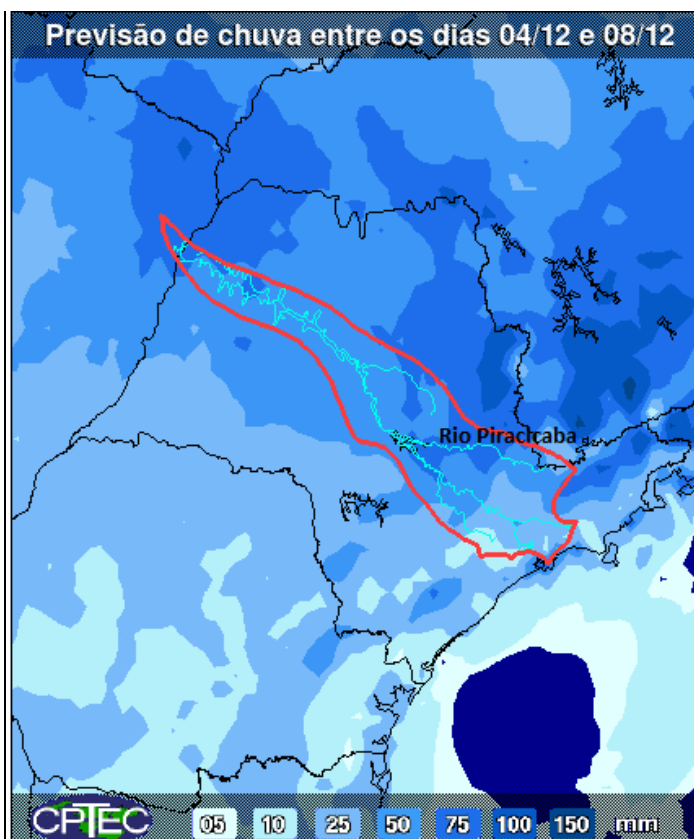 Previsão de chuva entre os dias 04/12 e 08/12
Rio Piracicaba
CPTEC 05 10 25 50 75 100 150 mm